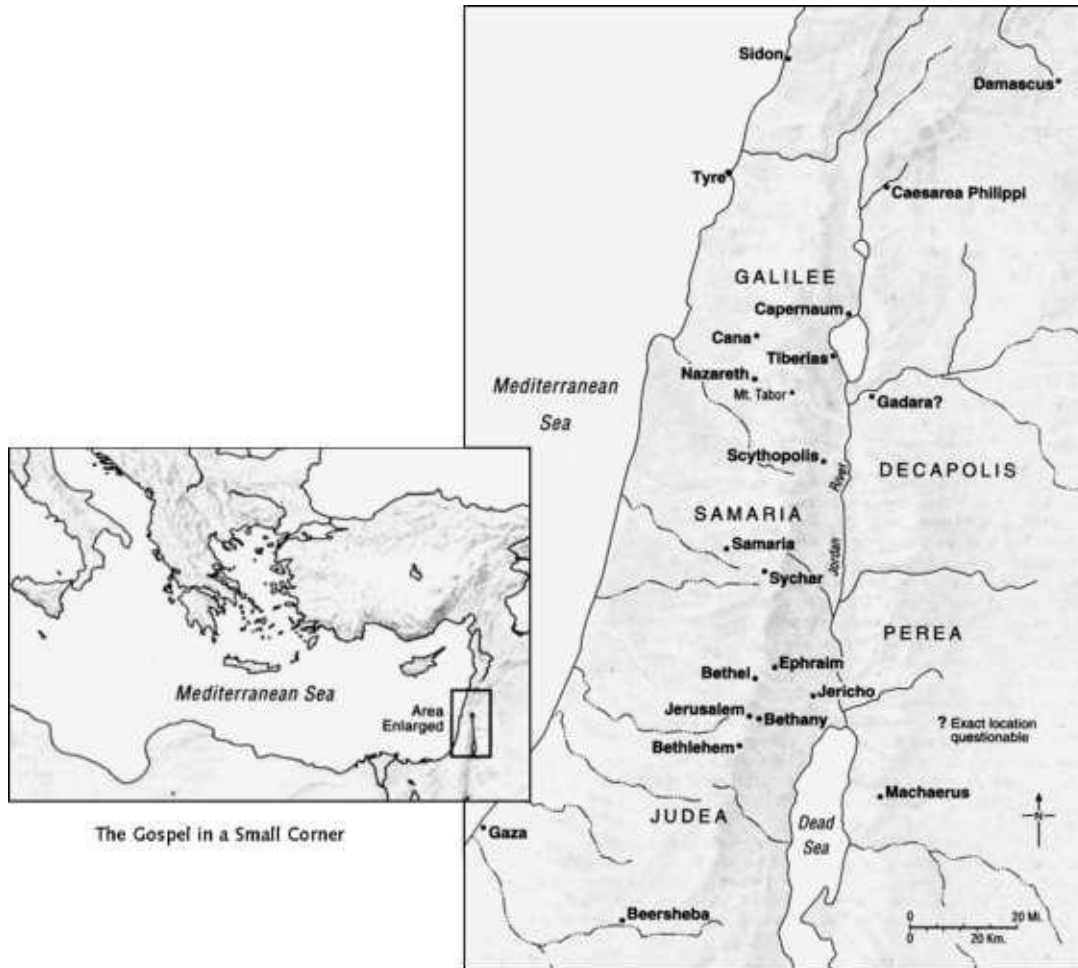 Sidon
Damascus
Tyre
Caesarea Philippi
GALILEE
Capernaum
Cana
Tiberias
Nazareth
Mt. Tabor
Gadara?
Mediterranean
Sea
Scythopolis
River
DECAPOLIS
SAMARIA
Samaria
Jordan
Sychar
PEREA
Ephraim
Bethel
Jericho
Jerusalem
Bethany
Bethlehem
? Exact location
questionable
Machaerus
JUDEA
Dead
Sea
N
Gaza
Beersheba
0 20 Mi.
0 20 Km.
Mediterranean Sea
Area
Enlarged
The Gospel in a Small Corner